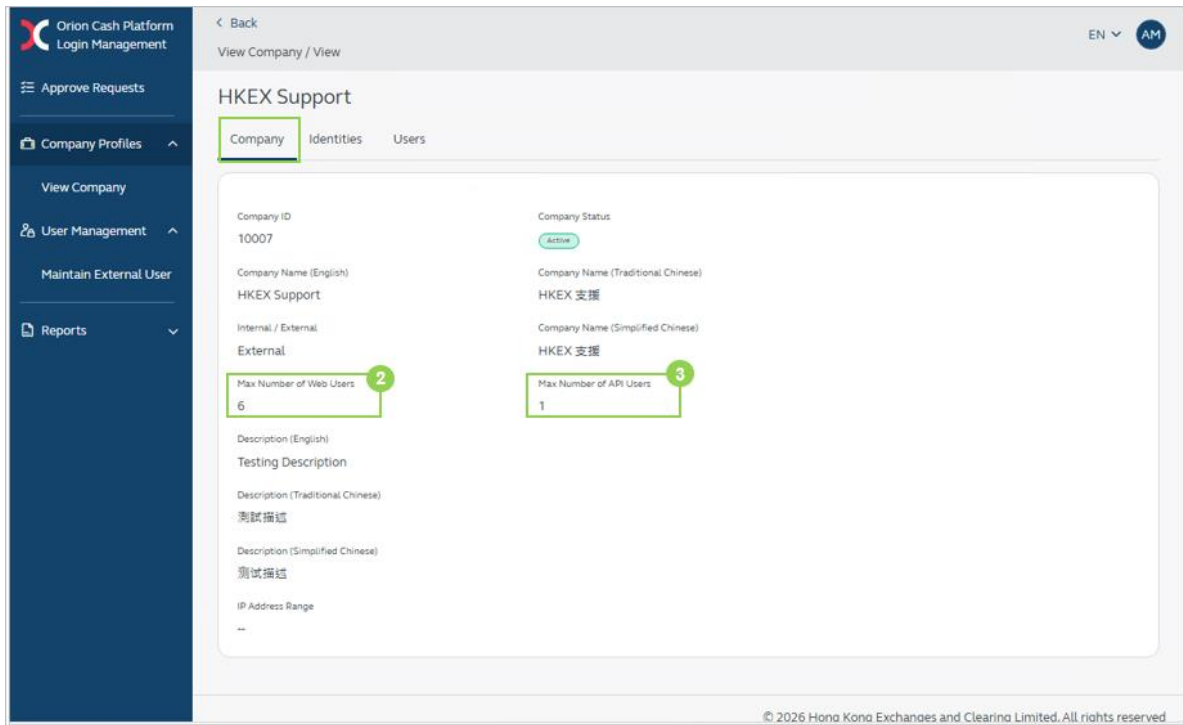 Orion Cash Platform
Login Management
Approve Requests
Company Profiles
View Company
User Management
Maintain External User
Reports
< Back
View Company / View
EN
AM
HKEX Support
Company Identities Users
Company ID
10007
Company Status
Active
Company Name (English)
HKEX Support
Company Name (Traditional Chinese)
HKEX 支援
Internal / External
External
Company Name (Simplified Chinese)
HKEX 支援
Max Number of Web Users
2
6
Max Number of API Users
3
1
Description (English)
Testing Description
Description (Traditional Chinese)
測試描述
Description (Simplified Chinese)
测试描述
IP Address Range
--
© 2026 Hong Kong Exchanges and Clearing Limited. All rights reserved